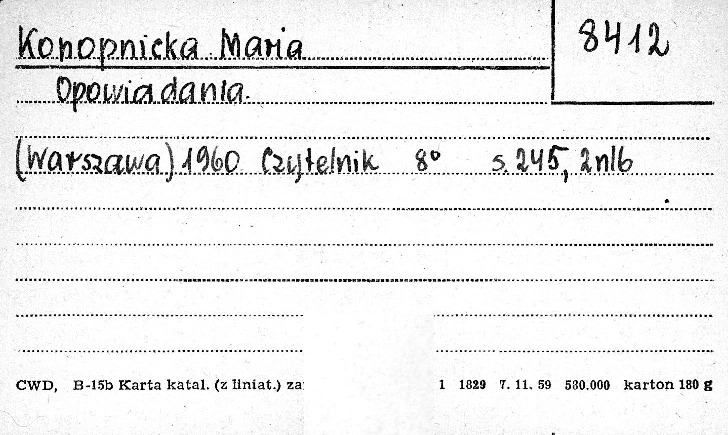 Konopnicka Maria
8412
Opowiadania.
(Warszawa) 1960 Czytelnik 8° s. 245, 2nlb
CWD, B-15b Karta katal. (z liniat.) za 1 1829 7. 11. 59 530.000 karton 180 g